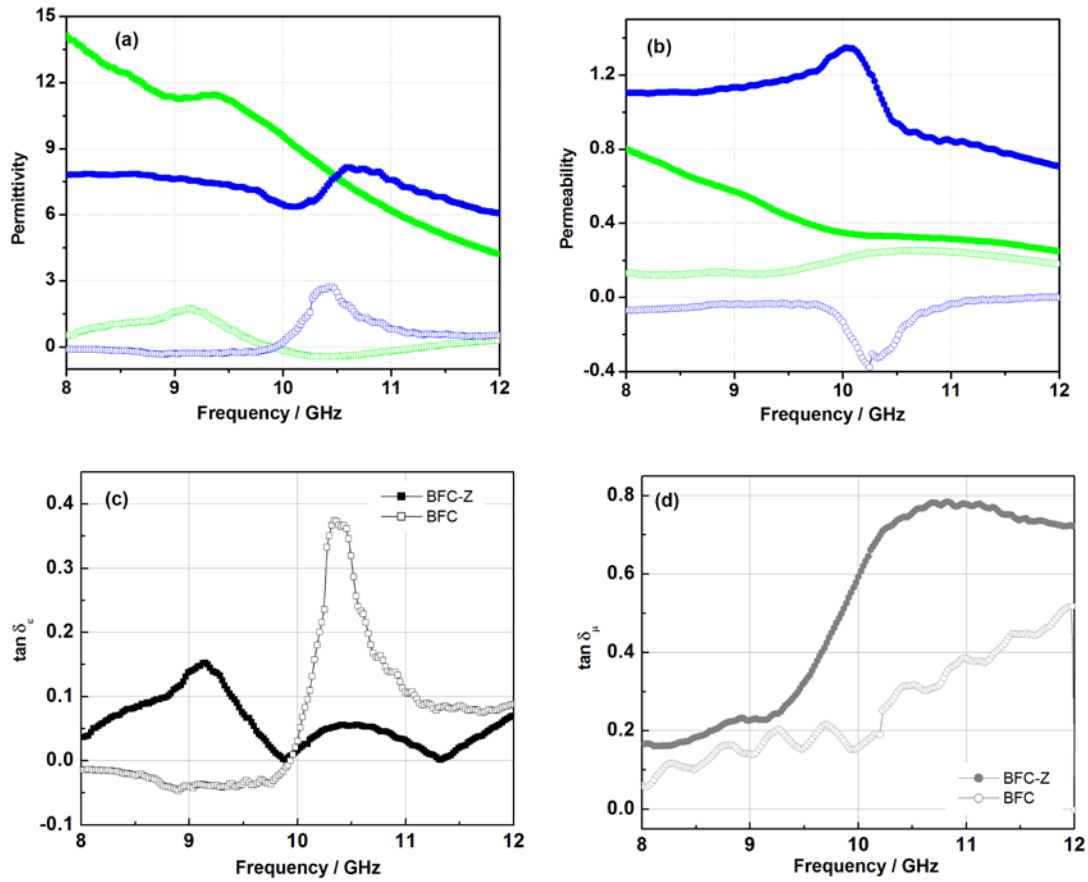 (a)
Permittivity
15
12
9
6
3
0
8 9 10 11 12
Frequency / GHz
(b)
Permeability
1.2
0.8
0.4
0.0
-0.4
8 9 10 11 12
Frequency / GHz
(c)
BFC-Z
BFC
tan δε
0.4
0.3
0.2
0.1
0.0
-0.1
8 9 10 11 12
Frequency / GHz
(d)
tan δμ
0.8
0.6
0.4
0.2
0.0
BFC-Z
BFC
8 9 10 11 12
Frequency / GHz